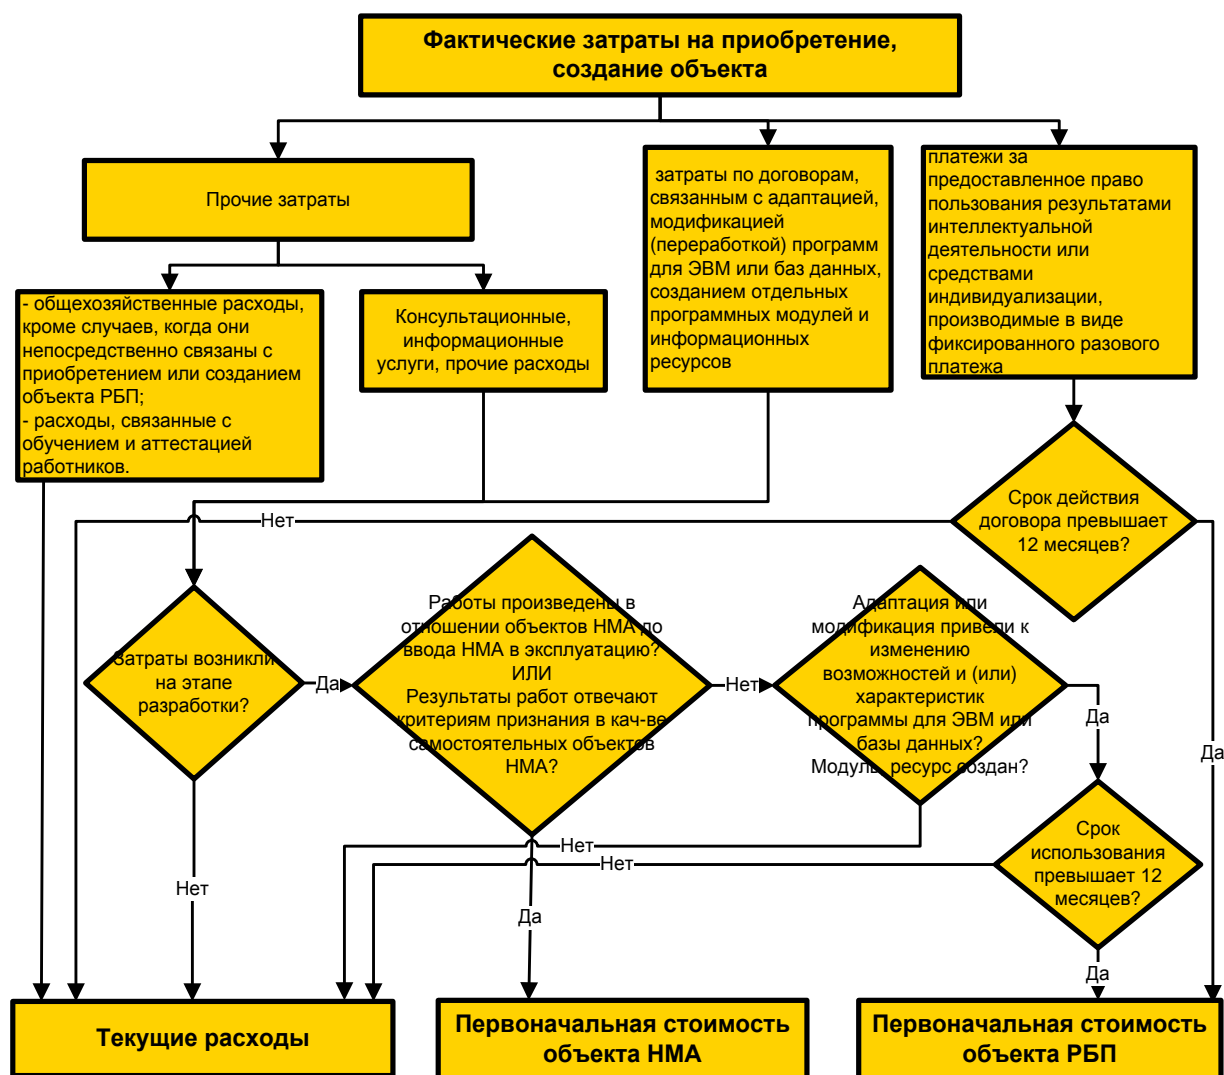 Фактические затраты на приобретение,
создание объекта
Прочие затраты
затраты по договорам,
связанным с адаптацией,
модификацией
(переработкой) программ
для ЭВМ или баз данных,
созданием отдельных
программных модулей и
информационных
ресурсов
платежи за
предоставленное право
пользования результатами
интеллектуальной
деятельности или
средствами
индивидуализации,
производимые в виде
фиксированного разового
платежа
- общехозяйственные расходы,
кроме случаев, когда они
непосредственно связаны с
приобретением или созданием
объекта РБП;
- расходы, связанные с
обучением и аттестацией
работников.
Консультационные,
информационные
услуги, прочие расходы
Срок действия
договора превышает
12 месяцев?
Нет
Да
Затраты возникли
на этапе
разработки?
Да
Нет
Работы произведены в
отношении объектов НМА до
ввода НМА в эксплуатацию?
ИЛИ
Результаты работ отвечают
критериям признания в кач-ве
самостоятельных объектов
НМА?
Нет
Да
Адаптация или
модификация привели к
изменению
возможностей и (или)
характеристик
программы для ЭВМ или
базы данных?
Модуль, ресурс создан?
Да
Нет
Срок
использования
превышает 12
месяцев?
Нет
Да
Текущие расходы
Первоначальная стоимость
объекта НМА
Первоначальная стоимость
объекта РБП